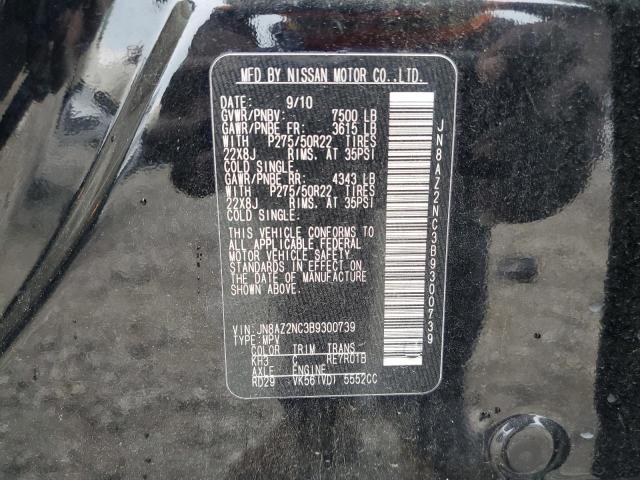 MFD BY NISSAN MOTOR CO.,LTD.
DATE: 9/10
GVWR/PNBV: 7500 LB
GAWR/PNBE FR: 3615 LB
WITH P275/50R22 TIRES
22X8J RIMS. AT 35PSI
COLD SINGLE.
GAWR/PNBE RR: 4343 LB
WITH P275/50R22 TIRES
22X8J RIMS. AT 35PSI
COLD SINGLE.
THIS VEHICLE CONFORMS TO
ALL APPLICABLE FEDERAL
MOTOR VEHICLE SAFETY
STANDARDS IN EFFECT ON
THE DATE OF MANUFACTURE
SHOWN ABOVE.
VIN: JN8AZ2NC3B9300739
TYPE: MPV
COLOR TRIM TRANS
KH3 RE7R01B
AXLE ENGINE
RD29 VK56(VD) 5552CC
JN8AZ2NC3B9300739